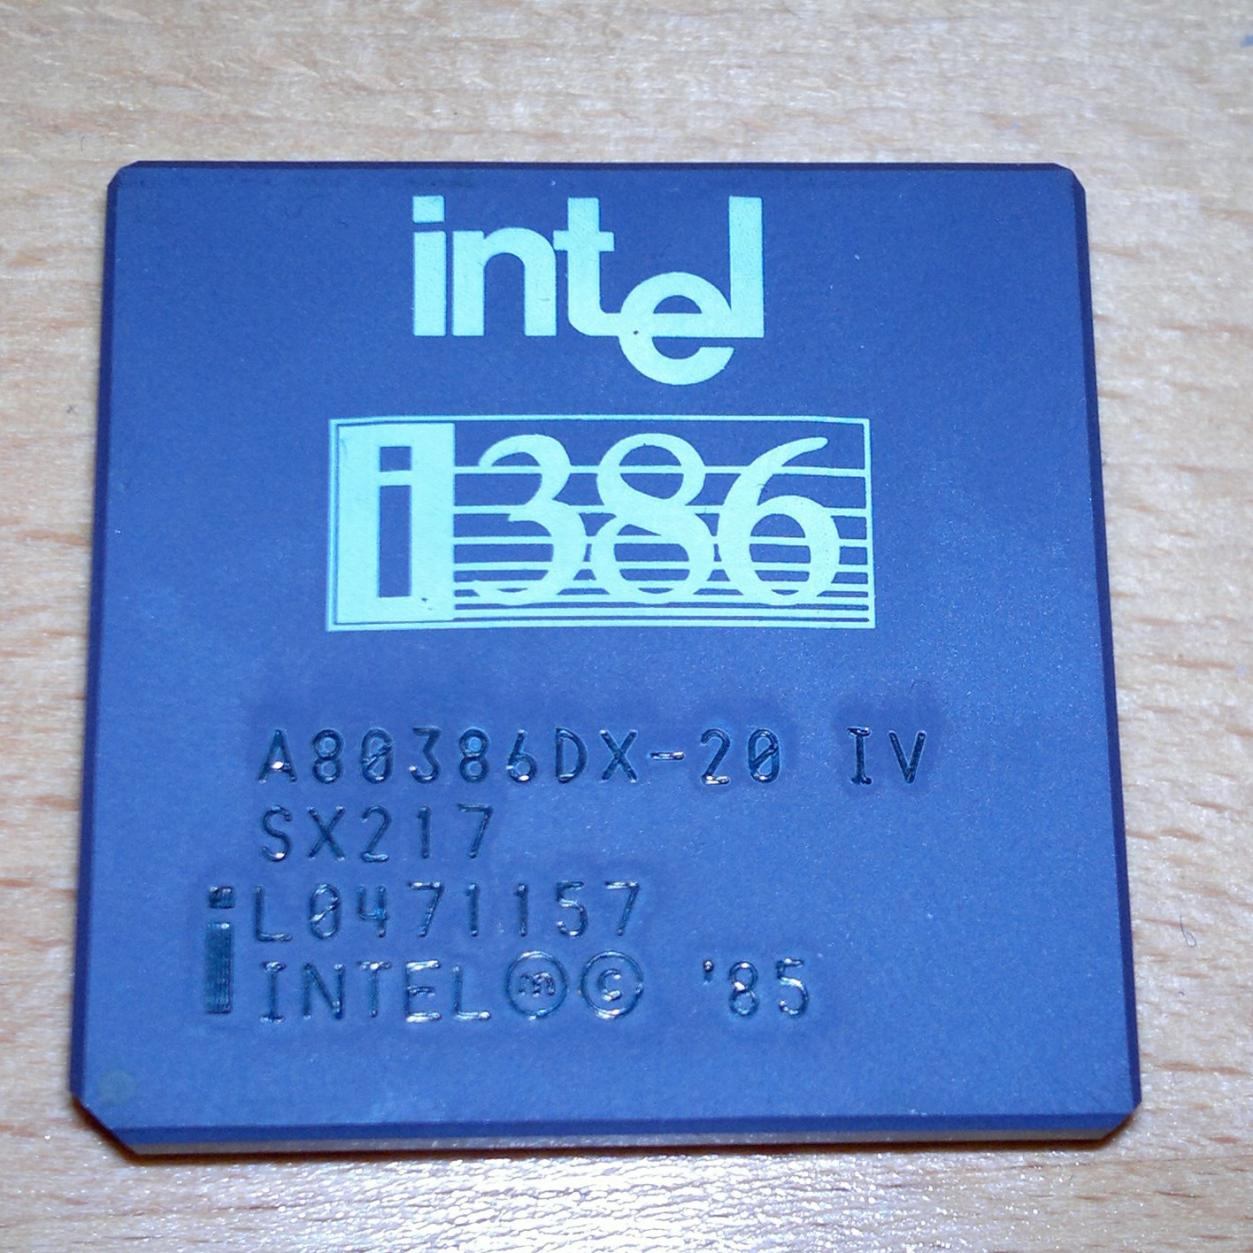 intel
i386
A80386DX-20 IV
SX217
L0471157
INTEL Ⓜ © '85